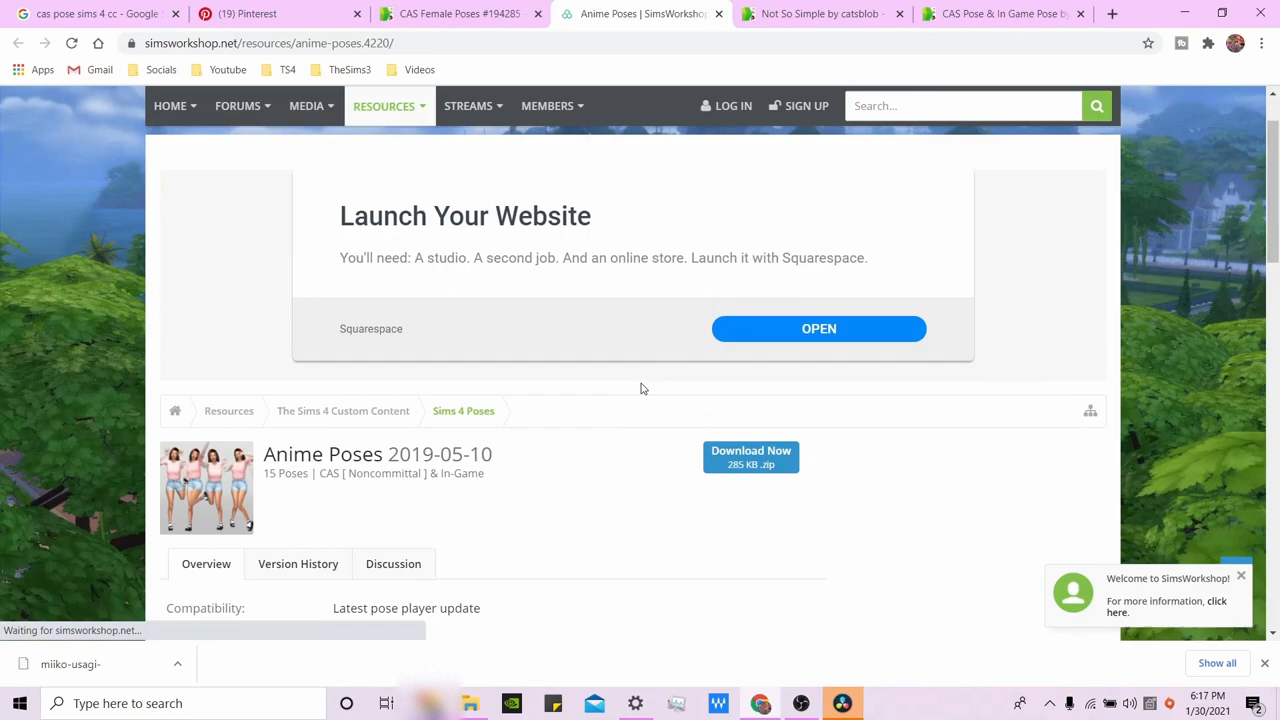 cas poses sims 4 cc - Google
(19) Pinterest
CAS Female Poses #194285 -
Anime Poses | SimsWorkshop
Not So Simple by catsblob -
CAS Pose & In Game Pose by
simsworkshop.net/resources/anime-poses.4220/
Apps
Gmail
Socials
Youtube
TS4
TheSims3
Videos
HOME
FORUMS
MEDIA
RESOURCES
STREAMS
MEMBERS
LOG IN
SIGN UP
Search...
Launch Your Website
You'll need: A studio. A second job. And an online store. Launch it with Squarespace.
Squarespace
OPEN
Resources
The Sims 4 Custom Content
Sims 4 Poses
Anime Poses 2019-05-10
15 Poses | CAS [ Noncommittal ] & In-Game
Download Now
285 KB .zip
Overview
Version History
Discussion
Compatibility:
Latest pose player update
Welcome to SimsWorkshop!
For more information, click
here.
Waiting for simsworkshop.net...
miiko-usagi-
Show all
Type here to search
6:17 PM
1/30/2021
2